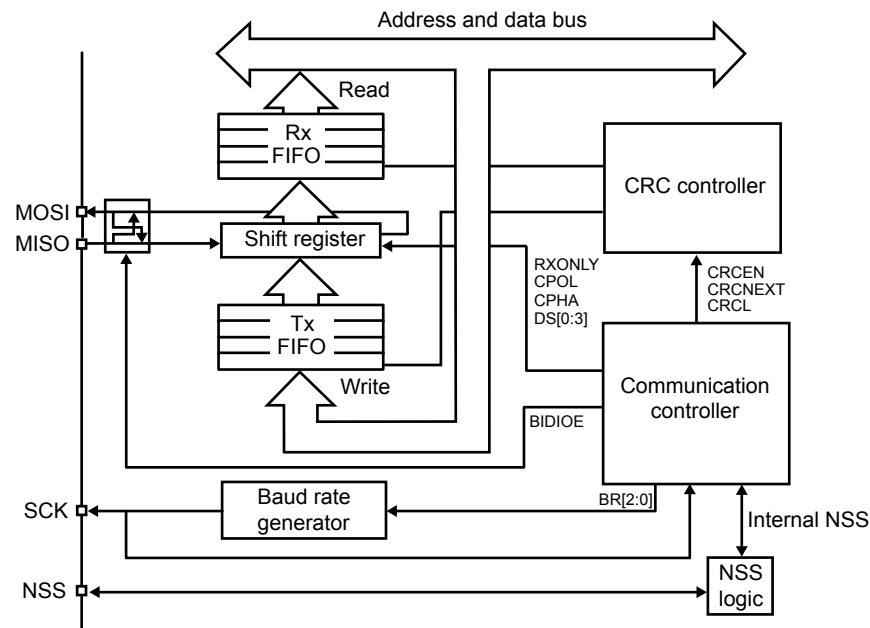 Address and data bus
Read
Rx
FIFO
CRC controller
MOSI
MISO
Shift register
RXONLY
CPOL
CPHA
DS[0:3]
CRCEN
CRCNEXT
CRCL
Tx
FIFO
Write
Communication
controller
BIDIOE
Baud rate
generator
BR[2:0]
SCK
Internal NSS
NSS
NSS
logic